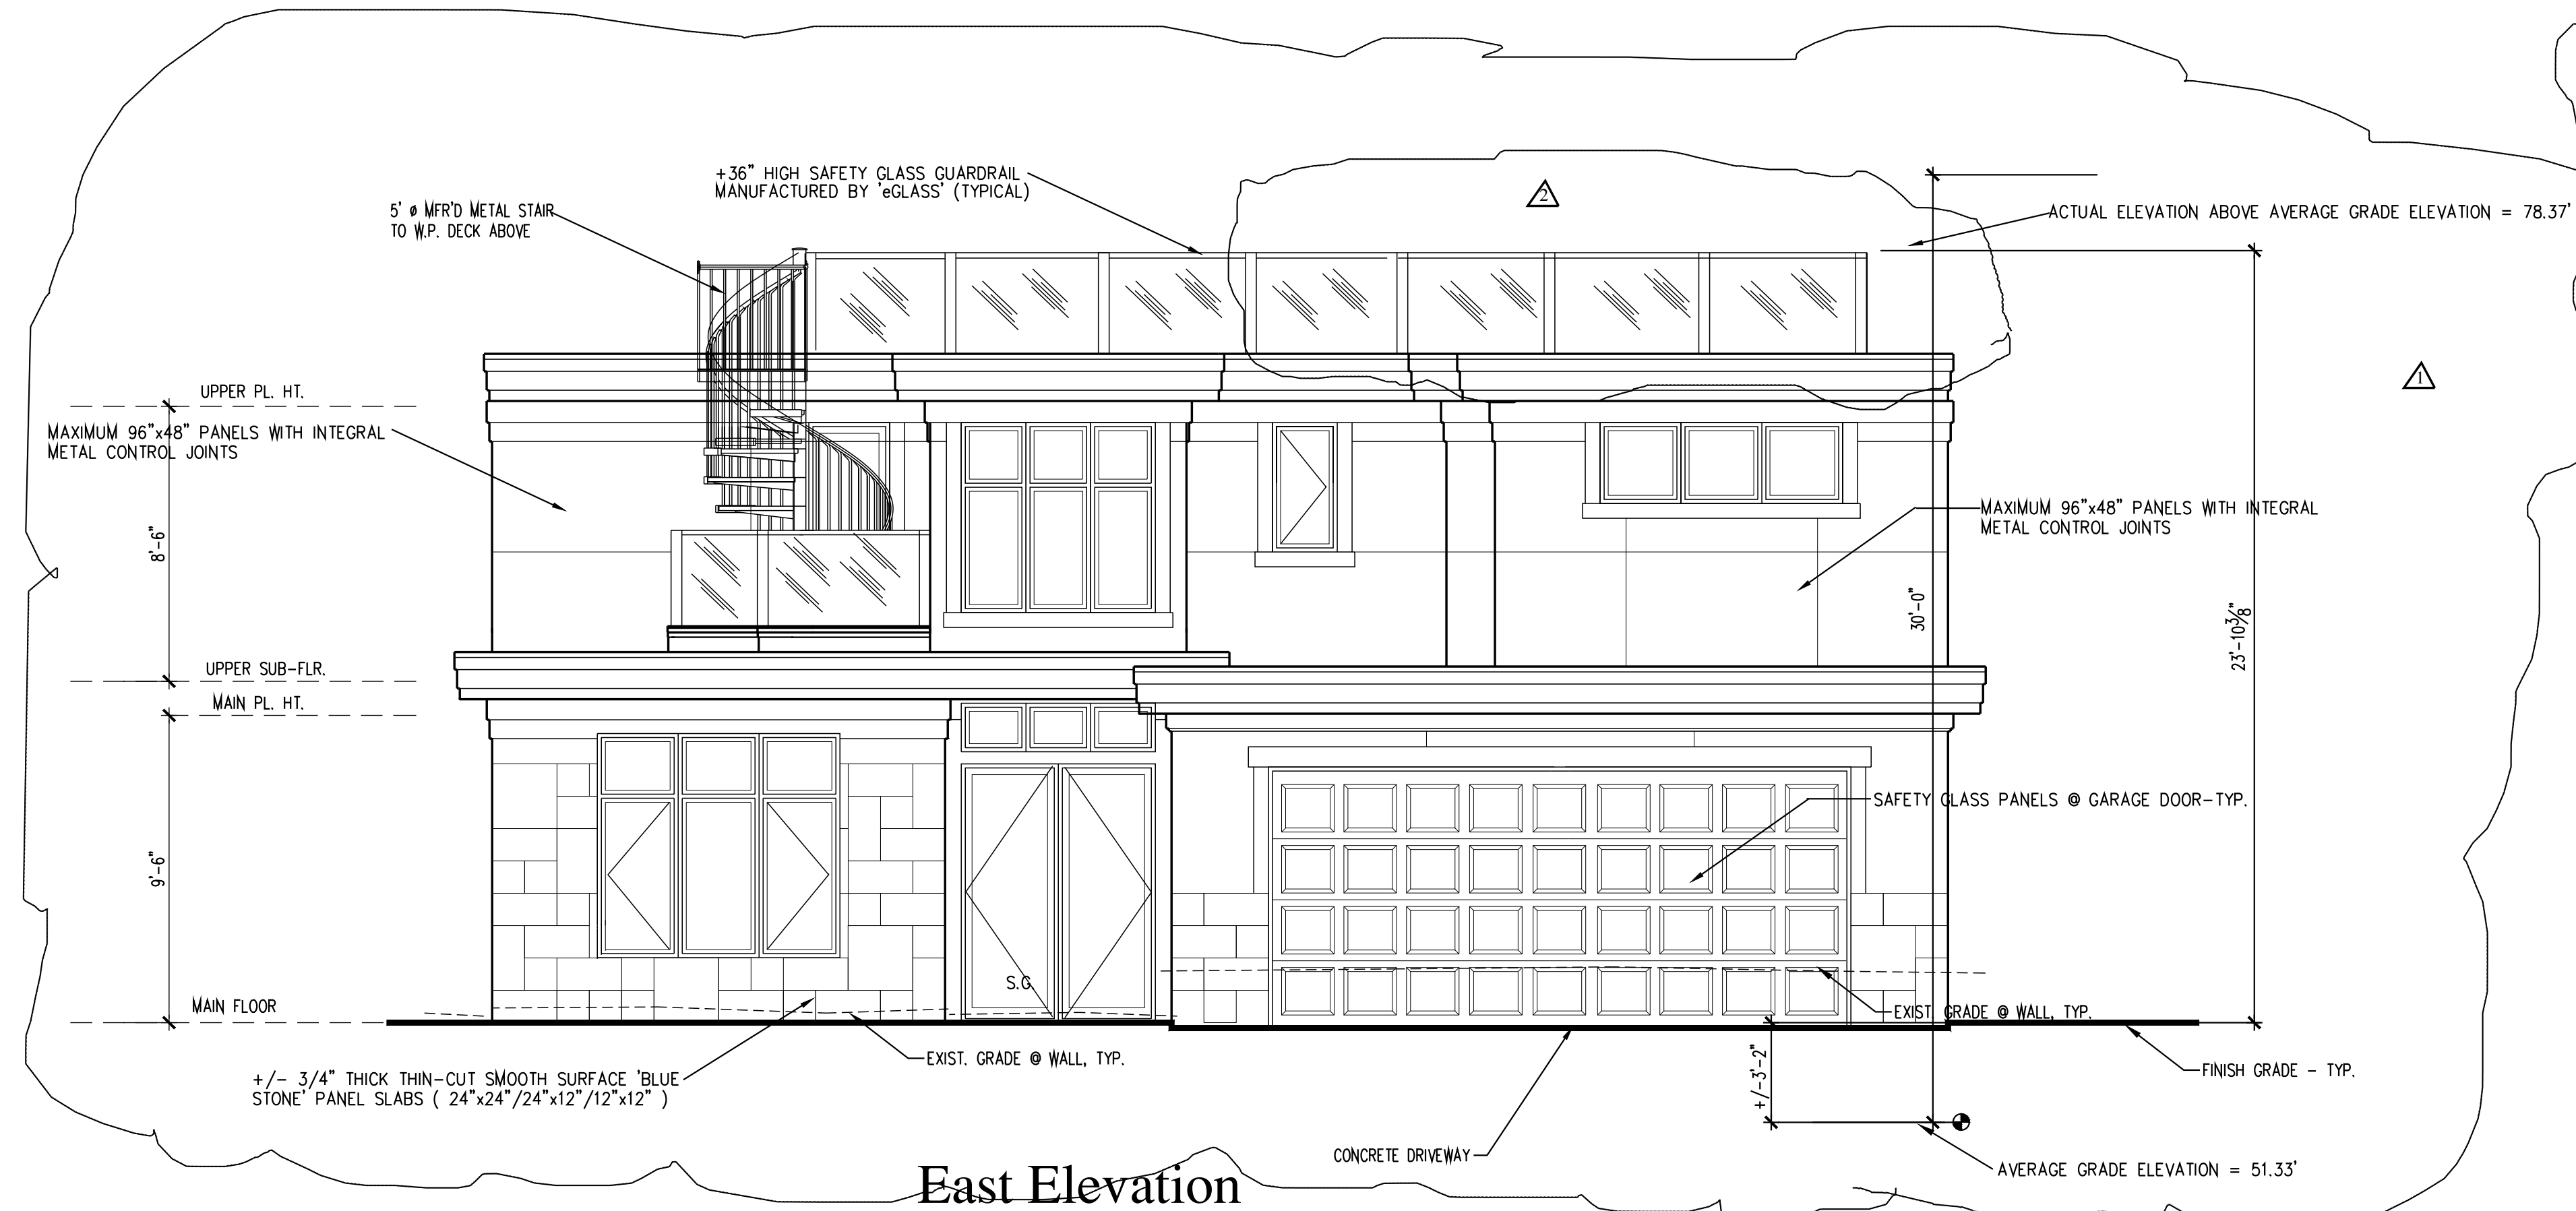 +36" HIGH SAFETY GLASS GUARDRAIL
MANUFACTURED BY 'eGLASS' (TYPICAL)
2
5' ø MFR'D METAL STAIR
TO W.P. DECK ABOVE
ACTUAL ELEVATION ABOVE AVERAGE GRADE ELEVATION = 78.37'
1
UPPER PL. HT.
MAXIMUM 96"x48" PANELS WITH INTEGRAL
METAL CONTROL JOINTS
8'-6"
MAXIMUM 96"x48" PANELS WITH INTEGRAL
METAL CONTROL JOINTS
30'-0"
23'-10 3/8"
UPPER SUB-FLR.
MAIN PL. HT.
9'-6"
SAFETY GLASS PANELS @ GARAGE DOOR-TYP.
S.G.
MAIN FLOOR
EXIST. GRADE @ WALL, TYP.
EXIST. GRADE @ WALL, TYP.
+/-3'-2"
FINISH GRADE - TYP.
+/- 3/4" THICK THIN-CUT SMOOTH SURFACE 'BLUE
STONE' PANEL SLABS ( 24"x24"/24"x12"/12"x12" )
CONCRETE DRIVEWAY
AVERAGE GRADE ELEVATION = 51.33'
East Elevation